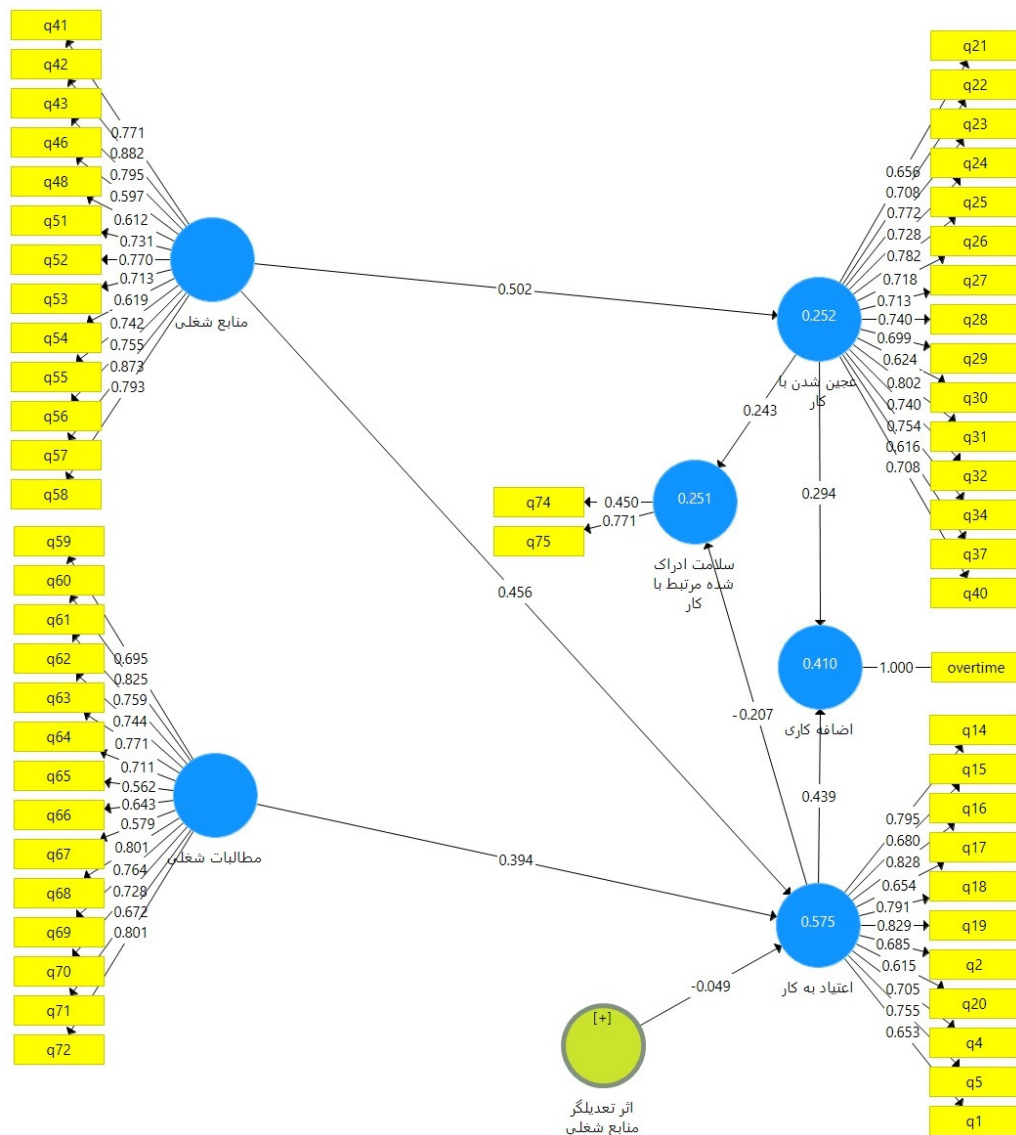 q41
q42
q43
q46
q48
q51
q52
q53
q54
q55
q56
q57
q58
0.771
0.882
0.795
0.597
0.612
0.731
0.770
0.713
0.619
0.742
0.755
0.873
0.793
منابع شغلی
0.502
0.456
q21
q22
q23
q24
q25
q26
q27
q28
q29
q30
q31
q32
q34
q37
q40
0.656
0.708
0.772
0.728
0.782
0.718
0.713
0.740
0.699
0.624
0.802
0.740
0.754
0.616
0.708
0.252
عجین شدن با
کار
0.243
0.294
q74
q75
0.450
0.771
0.251
سلامت ادراک
شده مرتبط با
کار
-0.207
0.410
اضافه کاری
1.000
overtime
0.439
q59
q60
q61
q62
q63
q64
q65
q66
q67
q68
q69
q70
q71
q72
0.695
0.825
0.759
0.744
0.771
0.711
0.562
0.643
0.579
0.801
0.764
0.728
0.672
0.801
مطالبات شغلی
0.394
q14
q15
q16
q17
q18
q19
q2
q20
q4
q5
q1
0.795
0.680
0.828
0.654
0.791
0.829
0.685
0.615
0.705
0.755
0.653
0.575
اعتیاد به کار
-0.049
[+]
اثر تعدیلگر
منابع شغلی